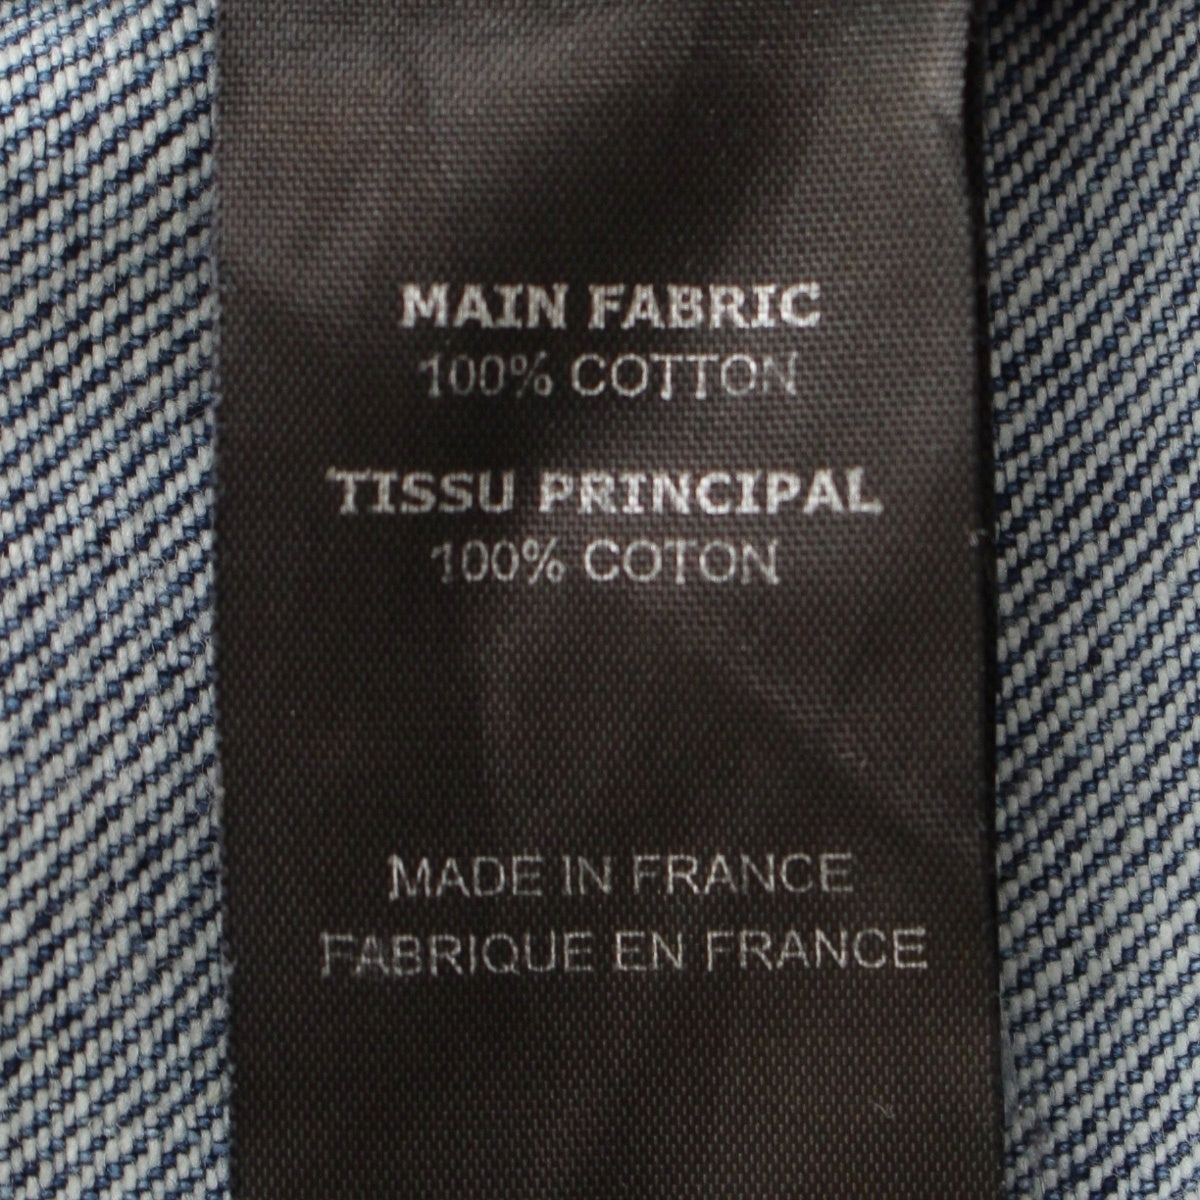 MAIN FABRIC
100% COTTON
TISSU PRINCIPAL
100% COTON
MADE IN FRANCE
FABRIQUE EN FRANCE